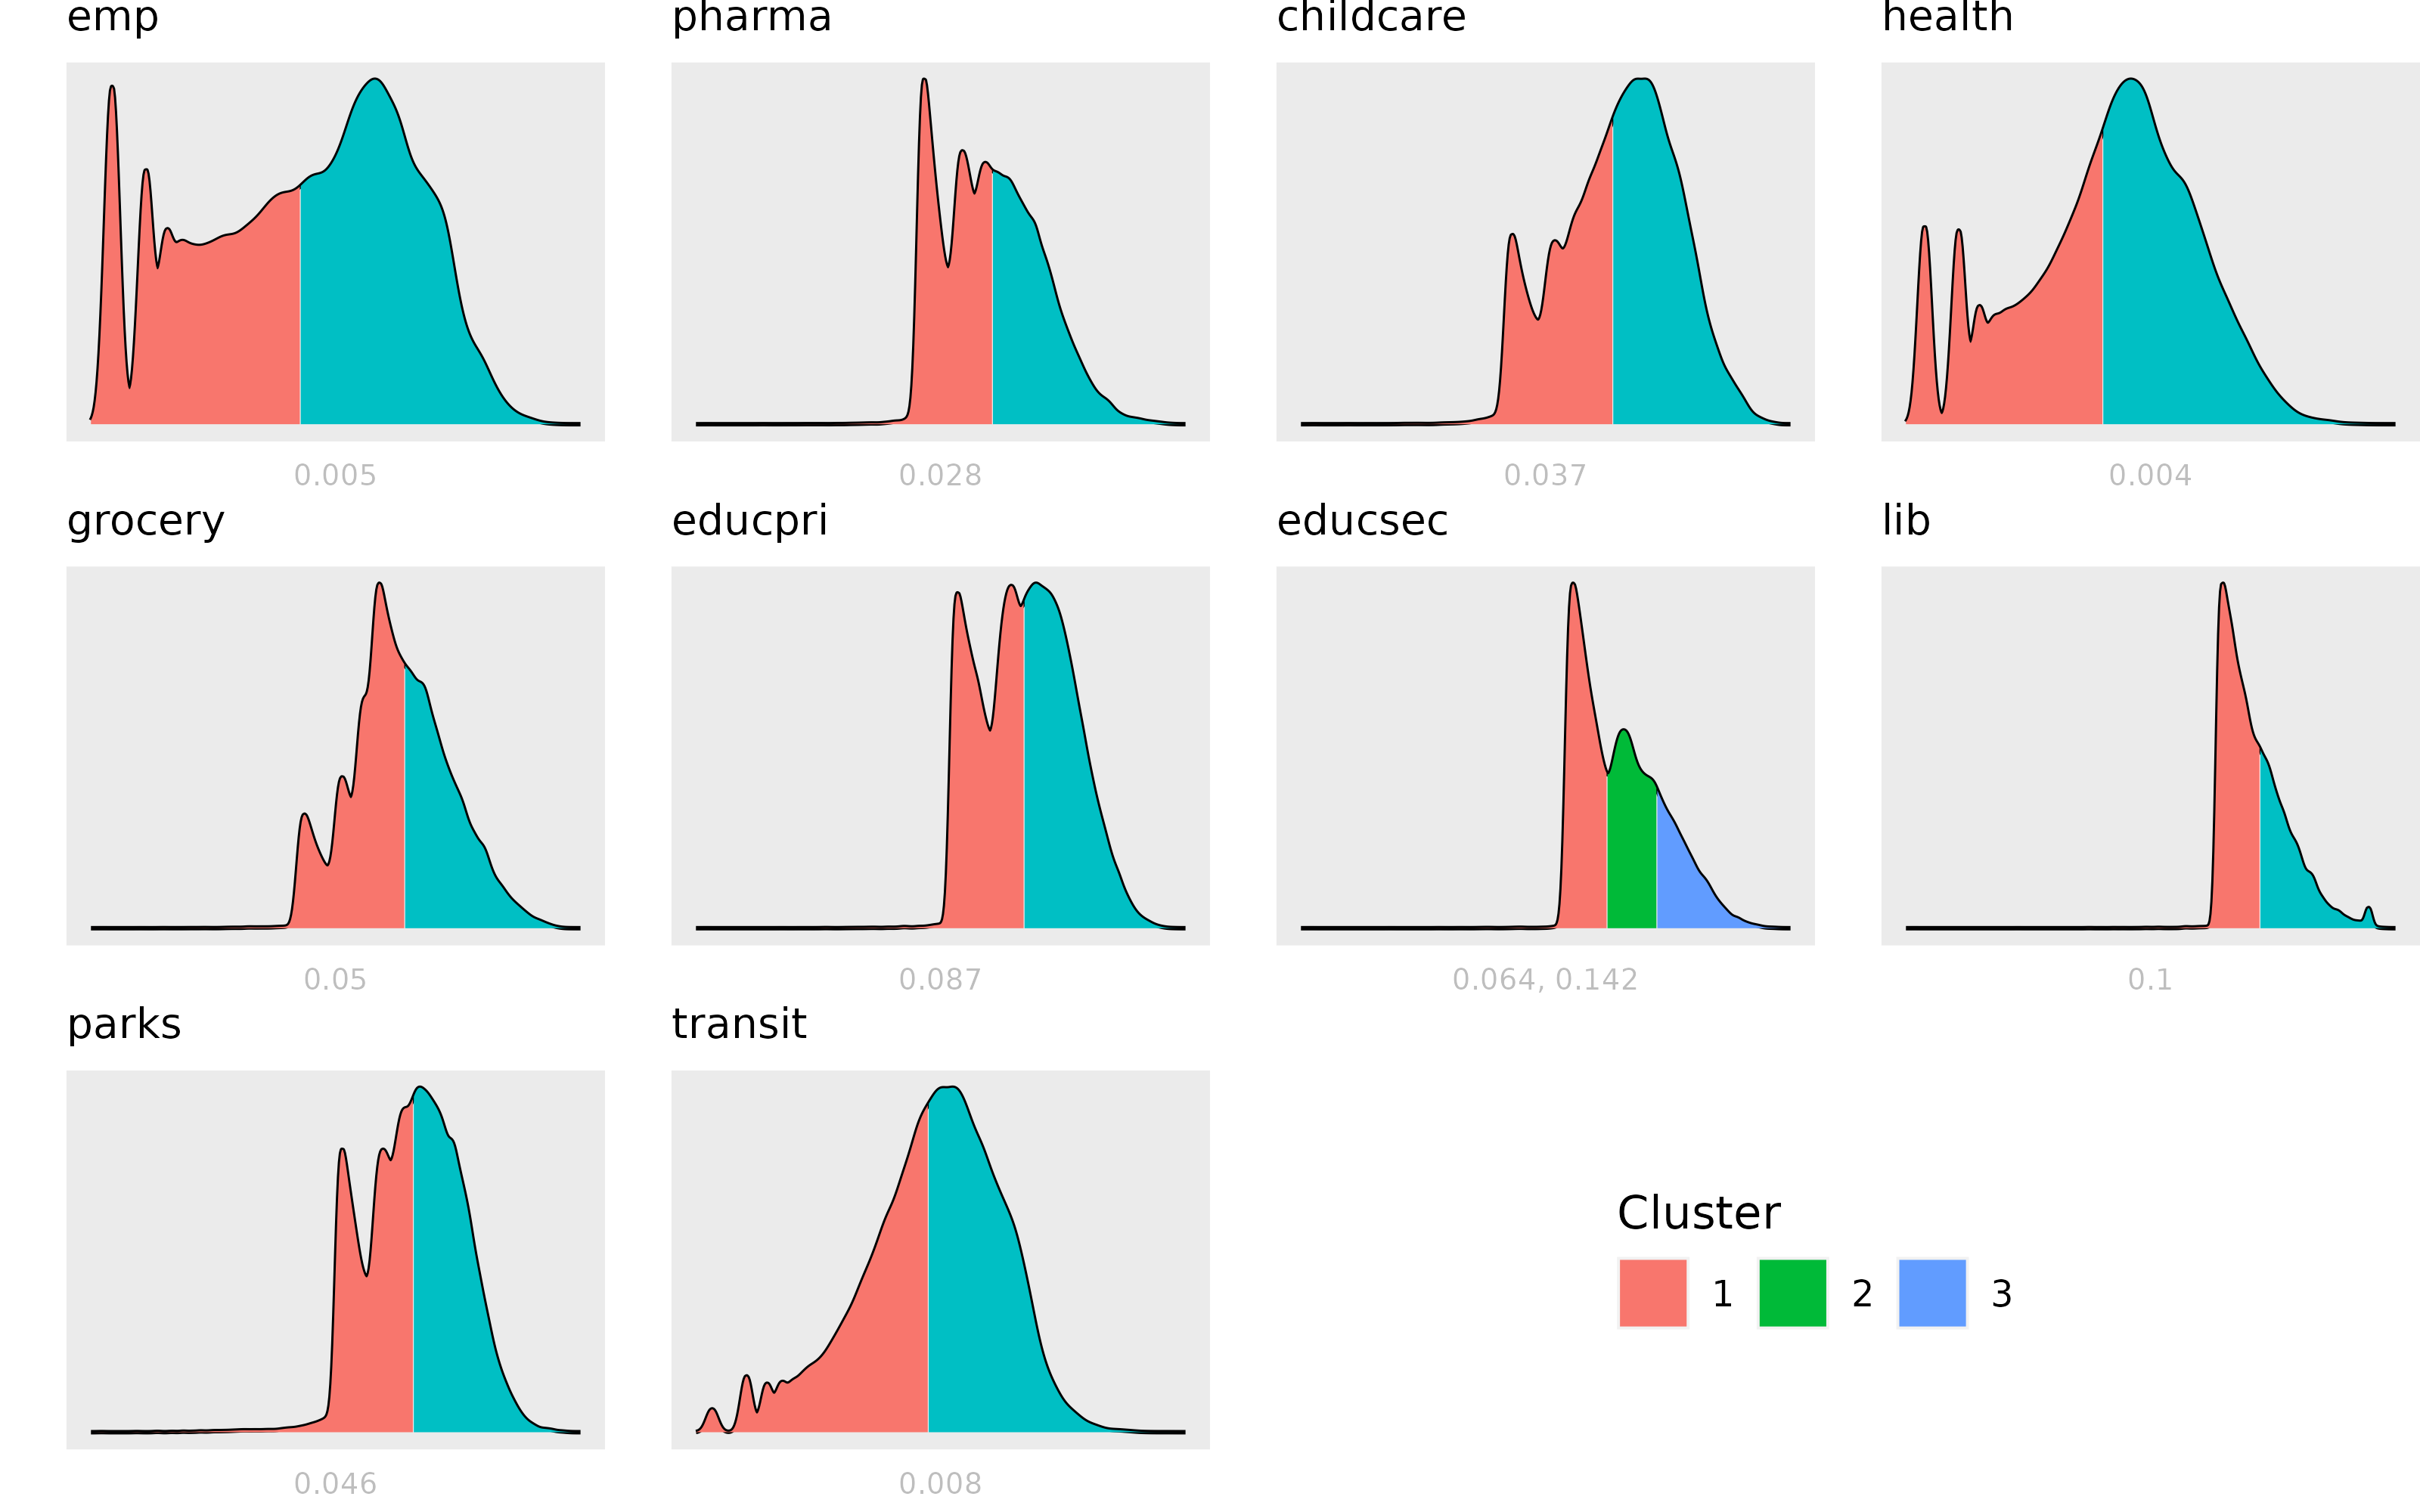 emp
pharma
childcare
health
0.005
0.028
0.037
0.004
grocery
educpri
educsec
lib
0.05
0.087
0.064, 0.142
0.1
parks
transit
Cluster
1
2
3
0.046
0.008